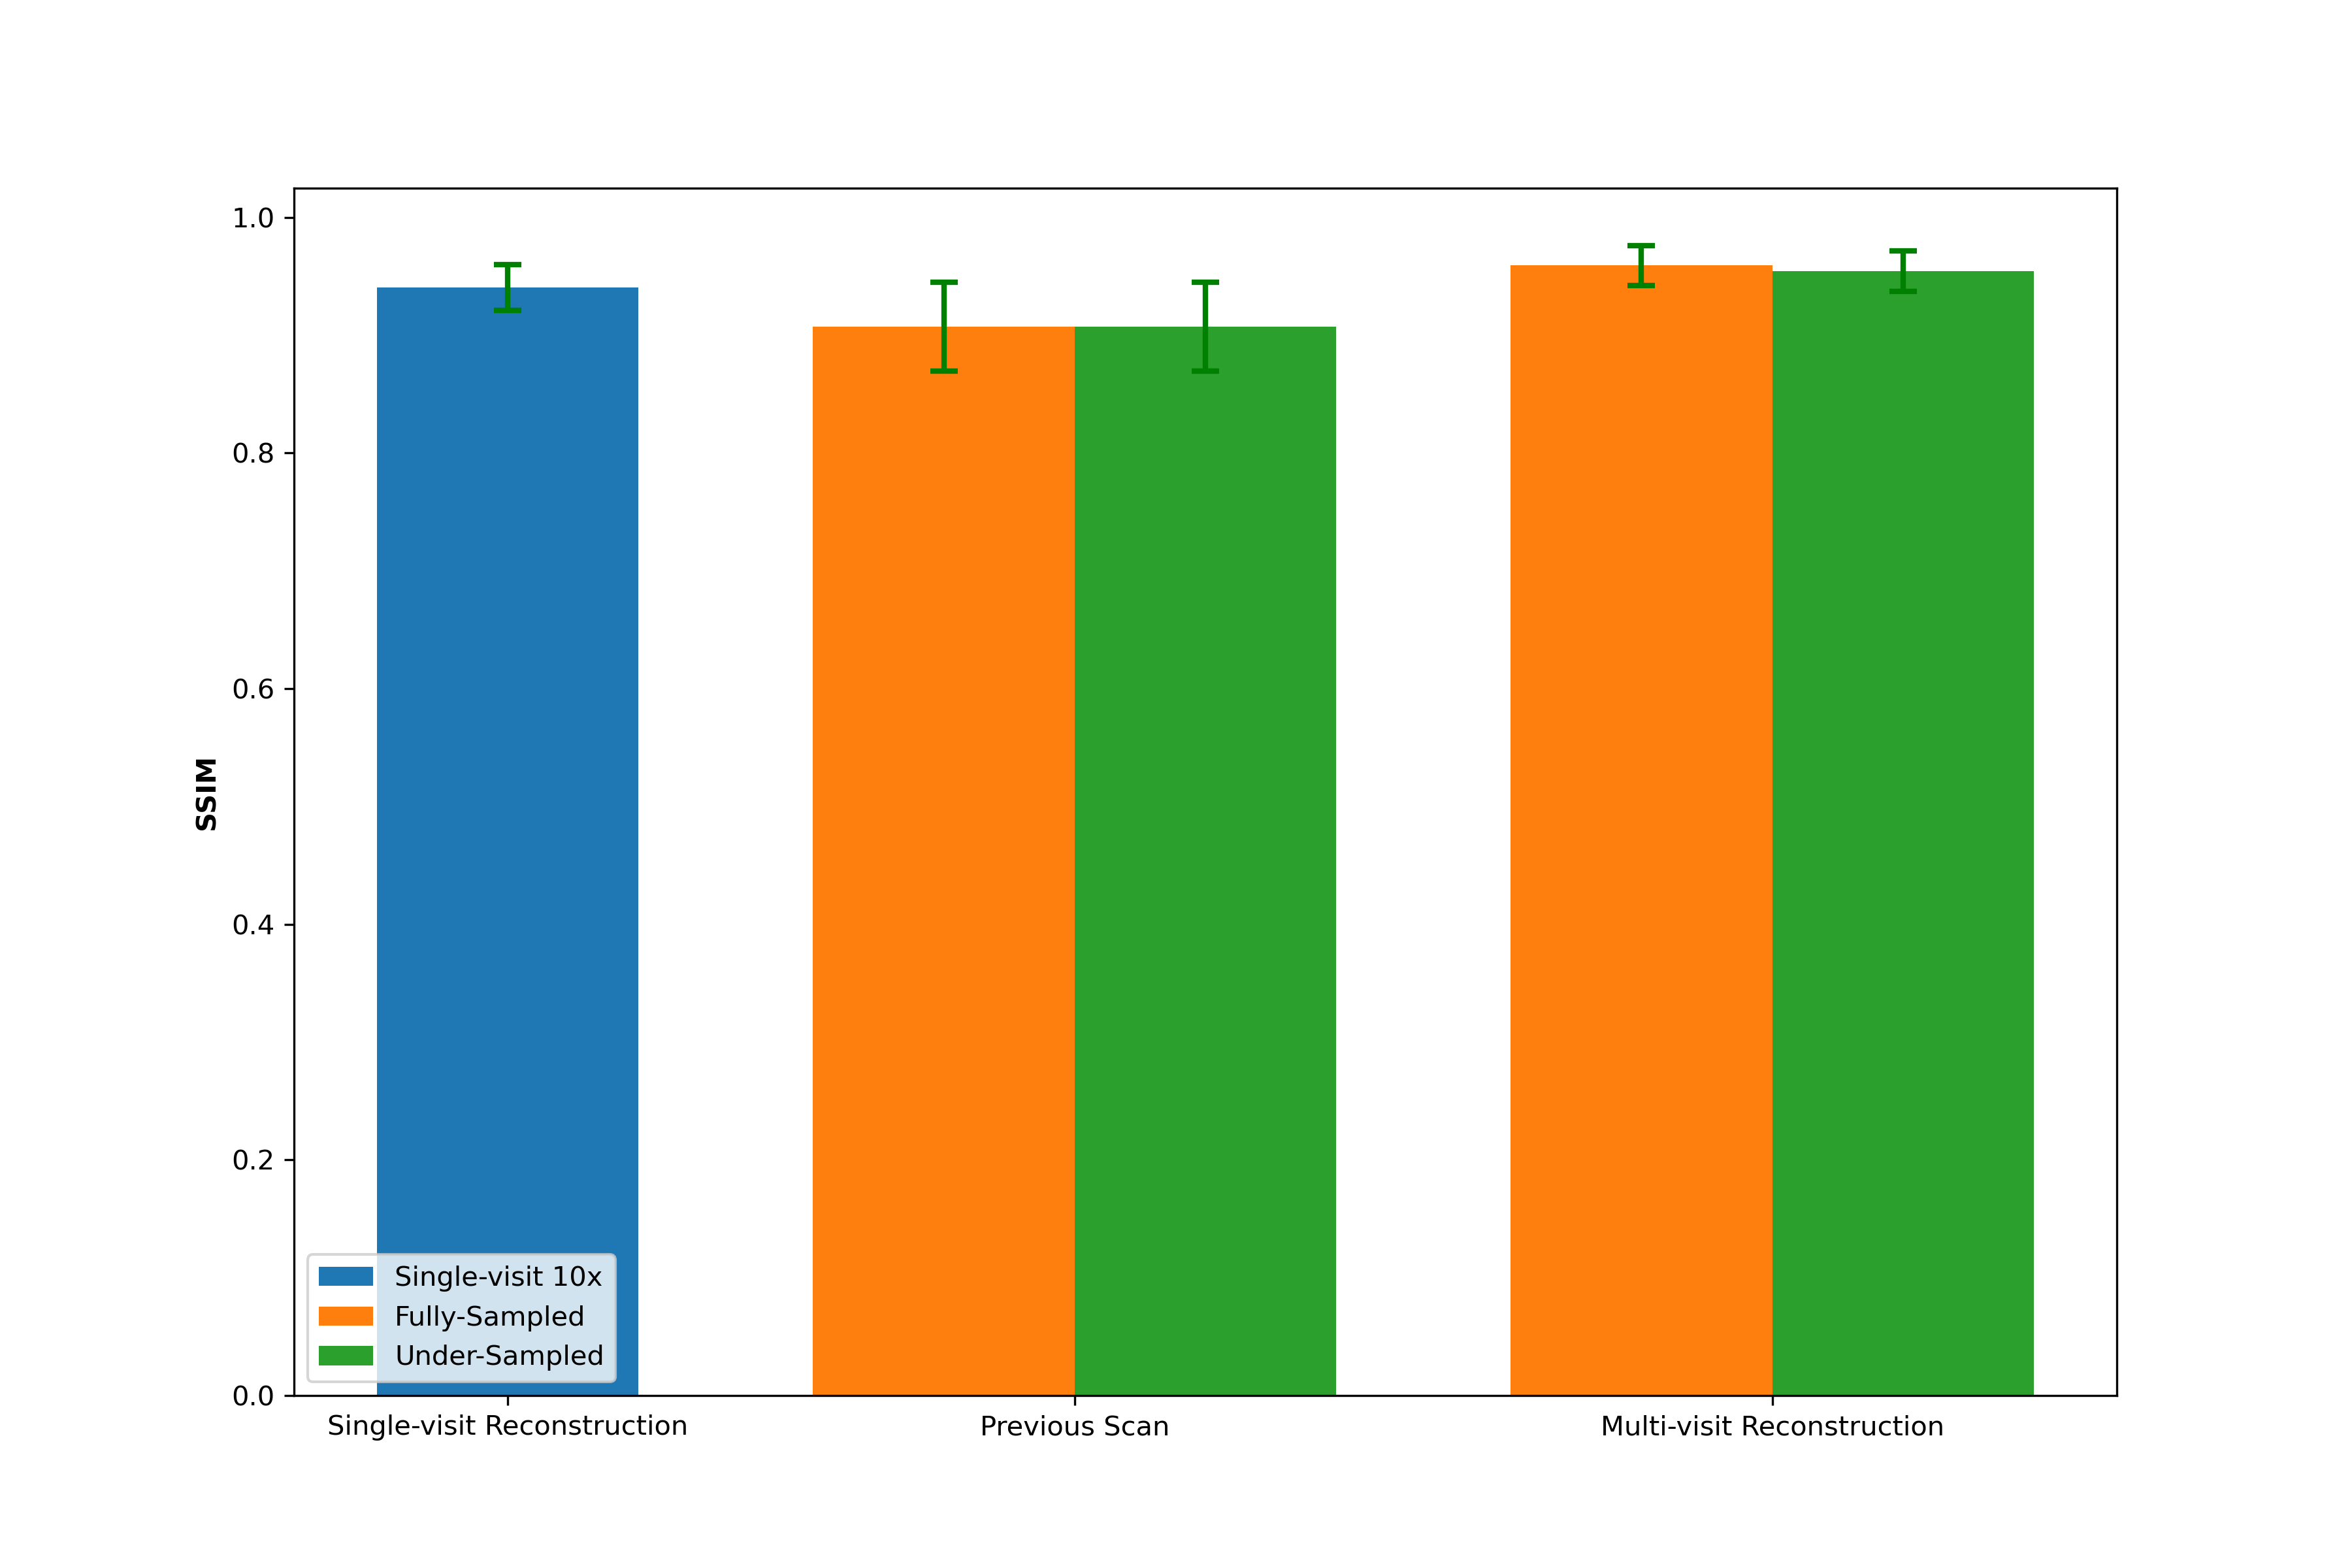 1.0
0.8
0.6
0.4
0.2
0.0
SSIM
Single-visit 10x
Fully-Sampled
Under-Sampled
Single-visit Reconstruction
Previous Scan
Multi-visit Reconstruction